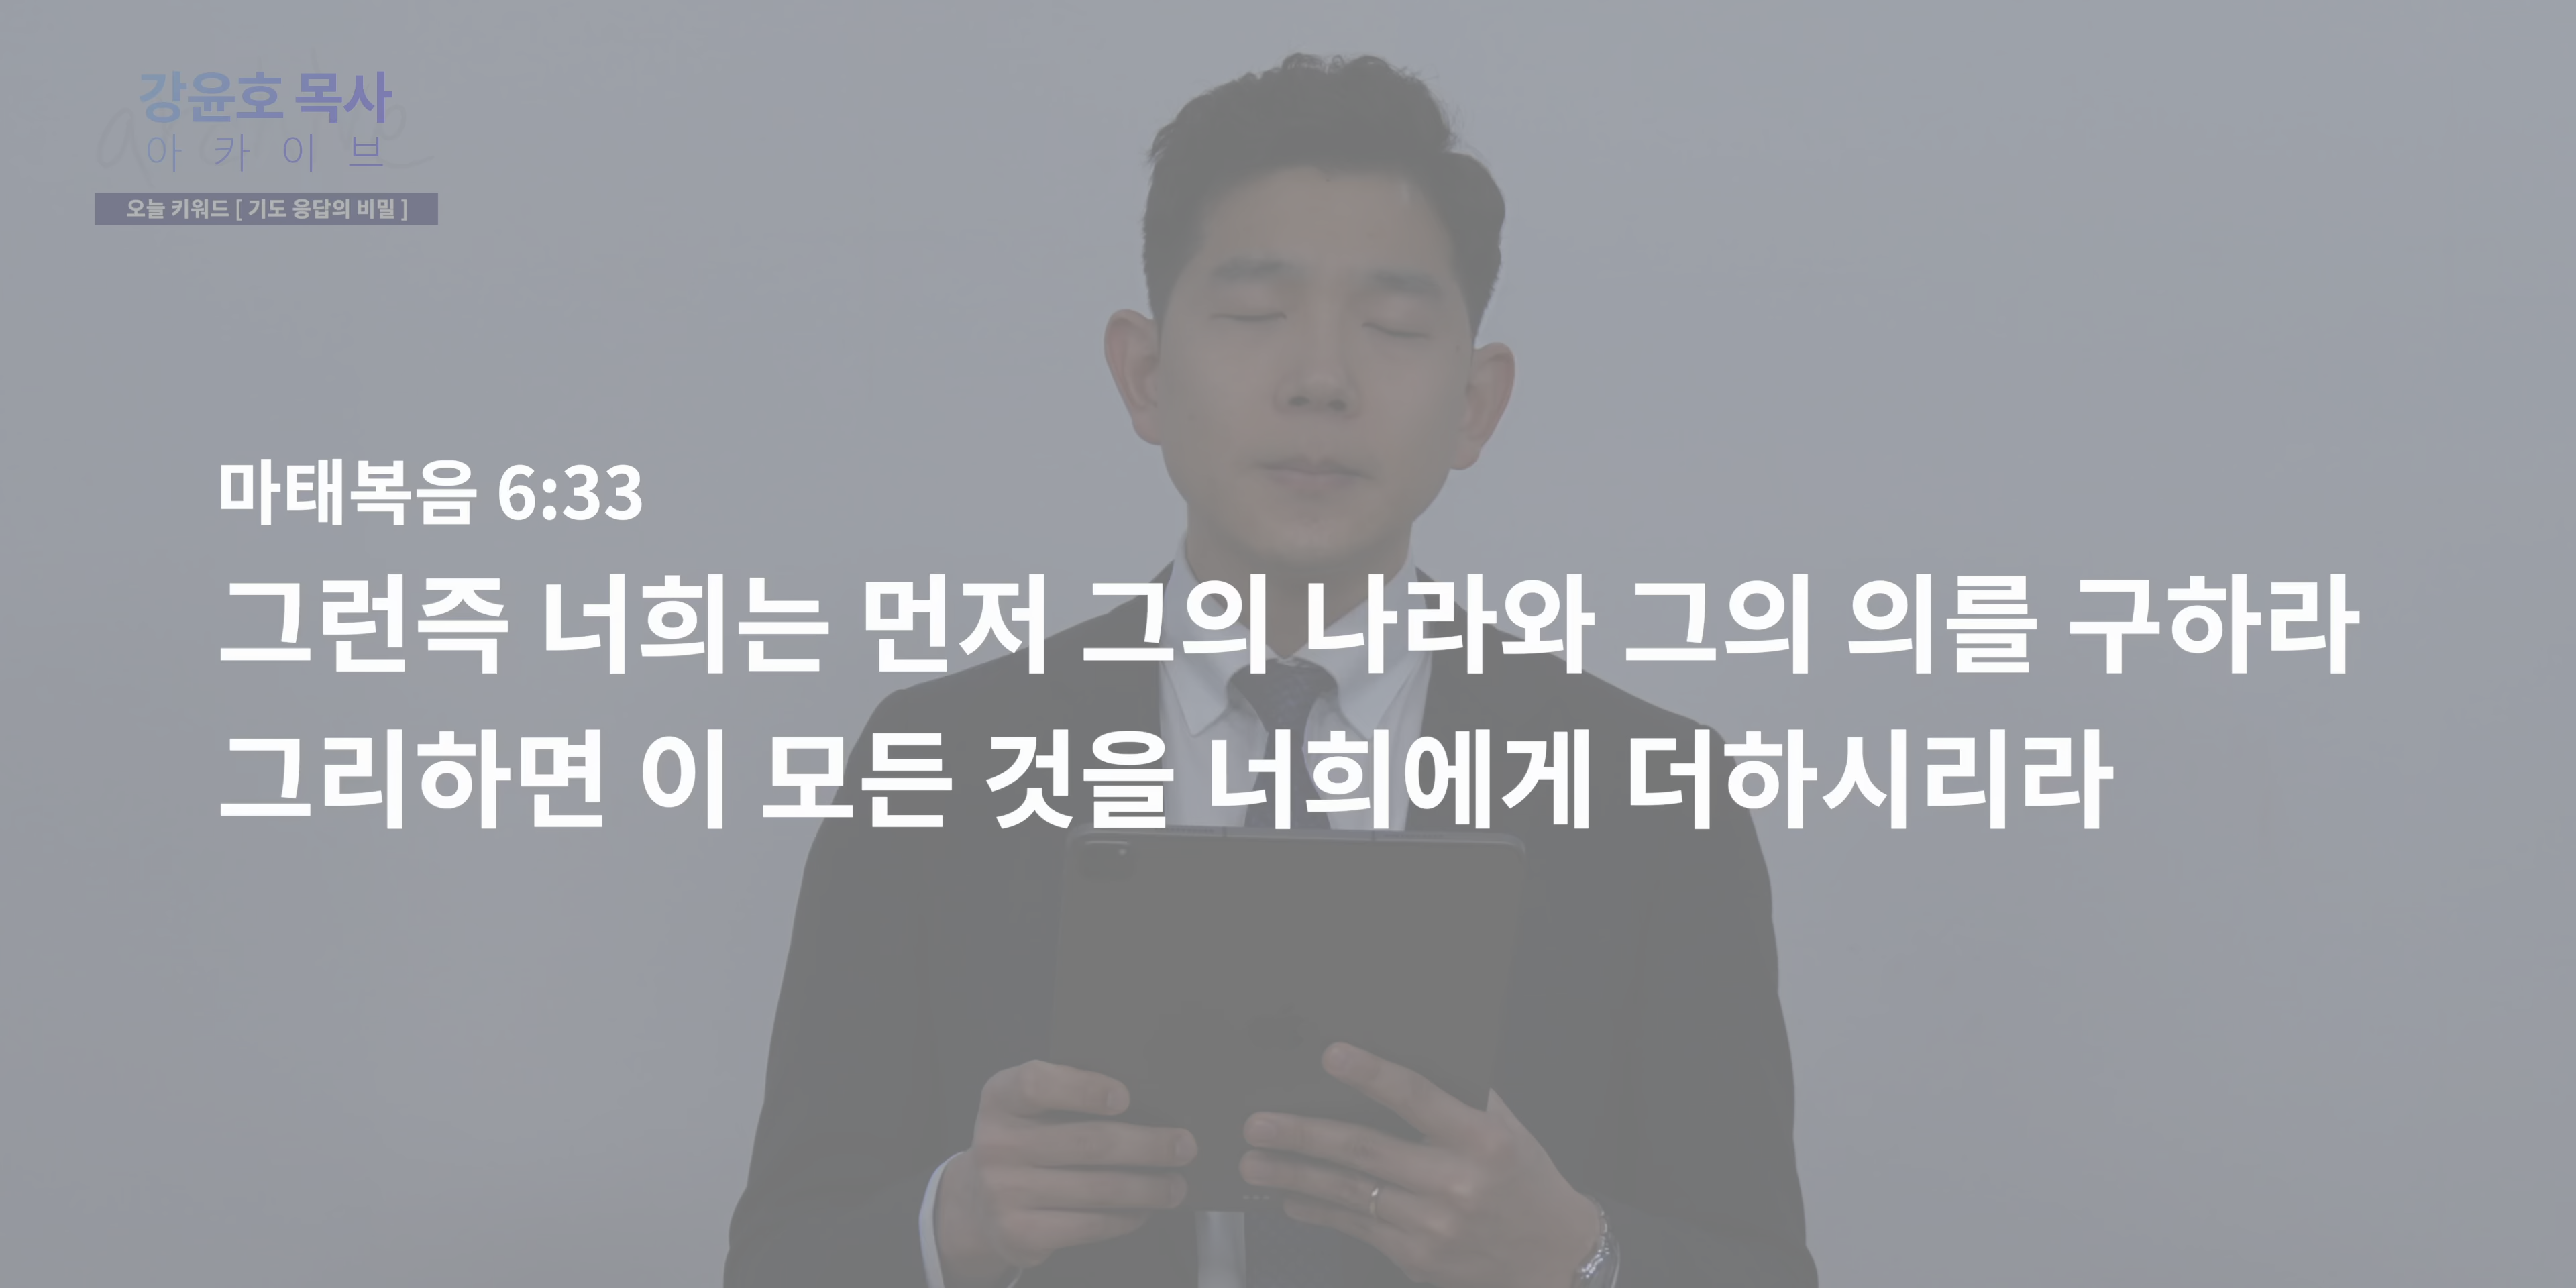 강윤호 목사
아카이브
오늘 키워드 [ 기도 응답의 비밀 ]
마태복음 6:33
그런즉 너희는 먼저 그의 나라와 그의 의를 구하라
그리하면 이 모든 것을 너희에게 더하시리라